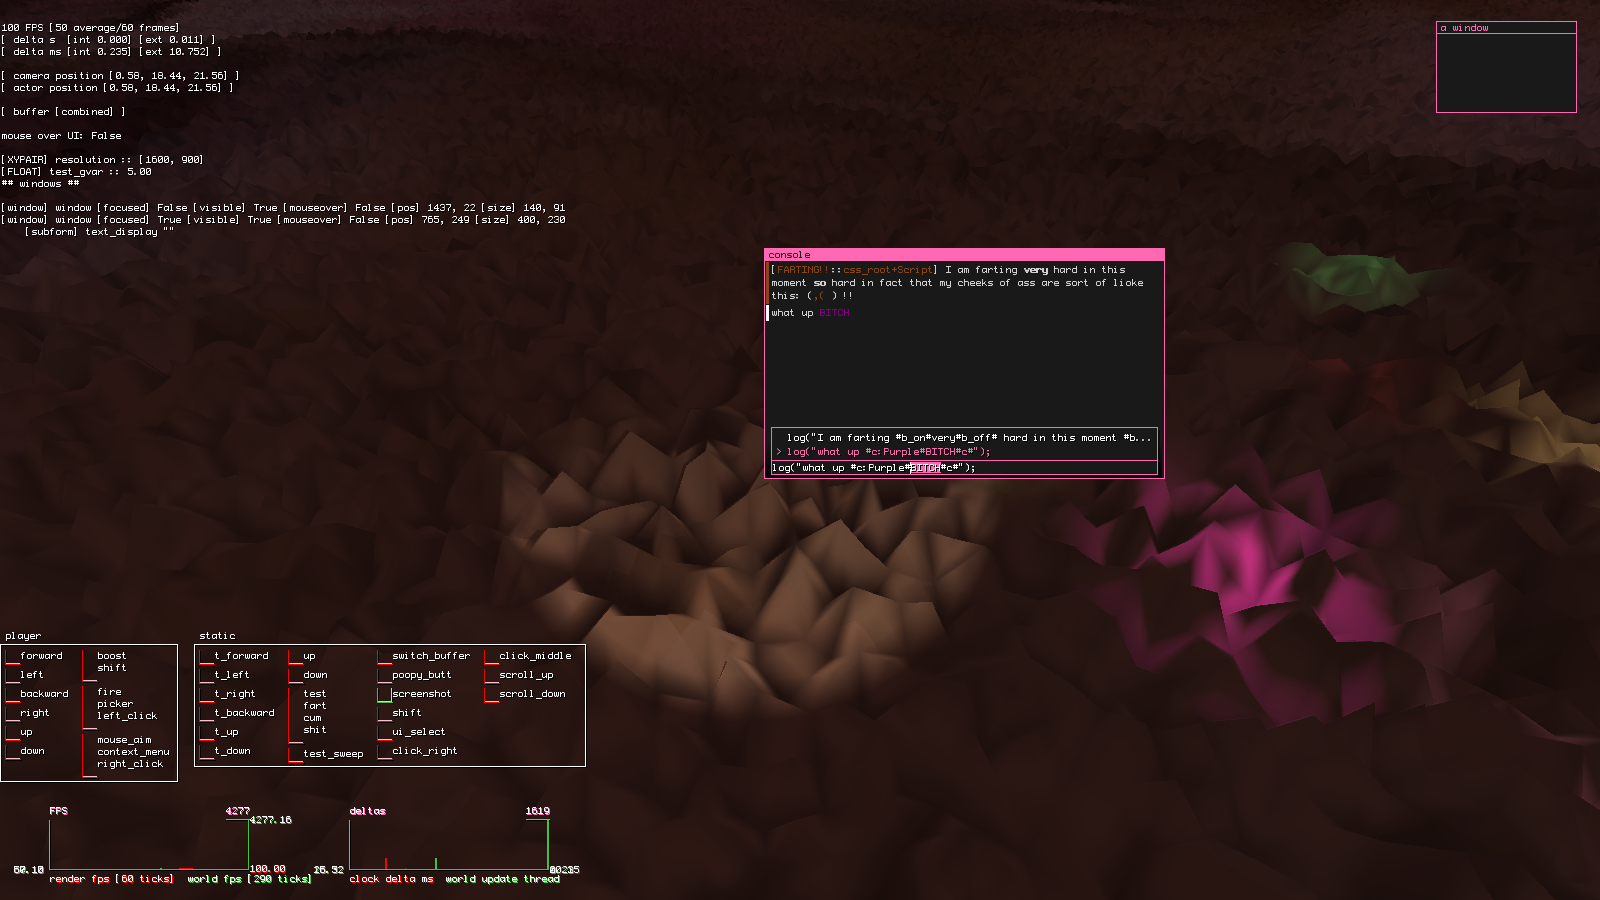 100 FPS [50 average/60 frames]
[ delta s  [int 0.000] [ext 0.011] ]
[ delta ms [int 0.235] [ext 10.752] ]
[ camera position [0.58, 18.44, 21.56] ]
[ actor position [0.58, 18.44, 21.56] ]
[ buffer [combined] ]
mouse over UI: False
[XYPAIR] resolution :: [1600, 900]
[FLOAT] test_gvar :: 5.00
## windows ##
[window] window [focused] False [visible] True [mouseover] False [pos] 1437, 22 [size] 140, 91
[window] window [focused] True [visible] True [mouseover] False [pos] 765, 249 [size] 400, 230
[subform] text_display ""
a window
console
[FARTING!!::css_root+Script] I am farting very hard in this
moment so hard in fact that my cheeks of ass are sort of lioke
this: (,( ) !!
what up BITCH
log("I am farting #b_on#very#b_off# hard in this moment #b...
> log("what up #c:Purple#BITCH#c#");
log("what up #c:Purple#BITCH#c#");
player
forward
left
backward
right
up
down
boost
shift
fire
picker
left_click
mouse_aim
context_menu
right_click
static
t_forward
t_left
t_right
t_backward
t_up
t_down
up
down
test
fart
cum
shit
test_sweep
switch_buffer
poopy_butt
screenshot
shift
ui_select
click_right
click_middle
scroll_up
scroll_down
FPS
4277
4277.16
100.00
render fps [60 ticks]
world fps [290 ticks]
deltas
1619
clock delta ms
world update thread